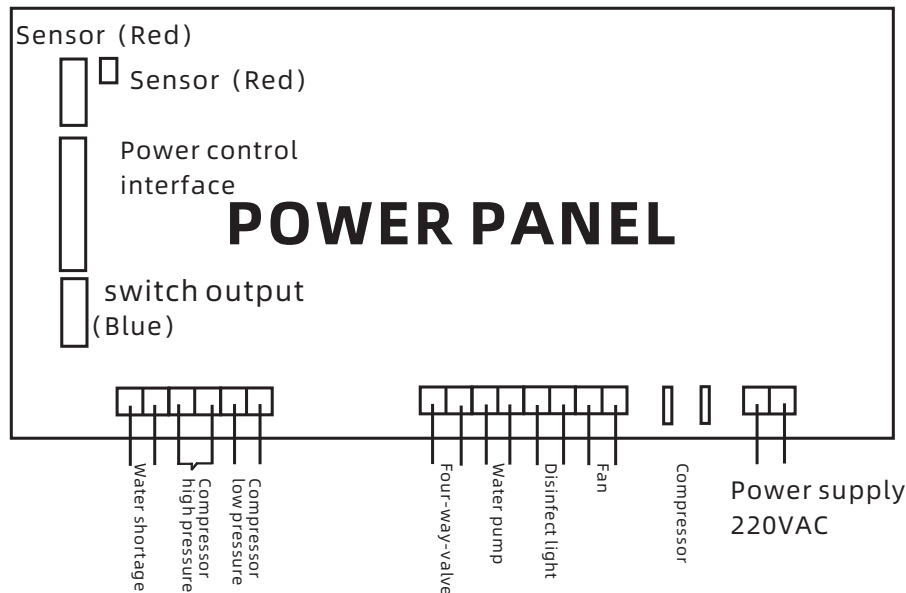 Sensor (Red)
Sensor (Red)
Power control
interface
POWER PANEL
switch output
(Blue)
Water shortage
Compressor
high pressure
Compressor
low pressure
Four-way-valve
Water pump
Disinfect light
Fan
Compressor
Power supply
220VAC